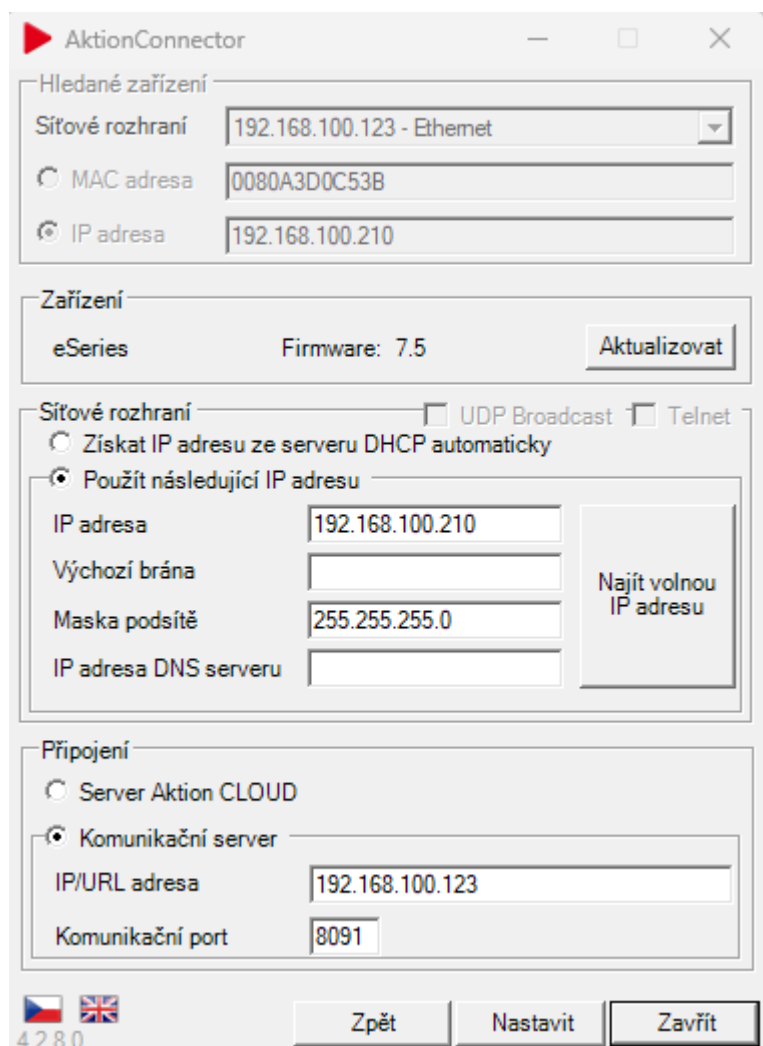 AktionConnector
Hledané zařízení
Síťové rozhraní 192.168.100.123 - Ethernet
MAC adresa 0080A3D0C53B
IP adresa 192.168.100.210
Zařízení
eSeries Firmware: 7.5 Aktualizovat
Síťové rozhraní UDP Broadcast Telnet
Získat IP adresu ze serveru DHCP automaticky
Použít následující IP adresu
IP adresa 192.168.100.210
Výchozí brána
Najít volnou
IP adresu
Maska podsítě 255.255.255.0
IP adresa DNS serveru
Připojení
Server Aktion CLOUD
Komunikační server
IP/URL adresa 192.168.100.123
Komunikační port 8091
Zpět Nastavit Zavřít
4.2.8.0